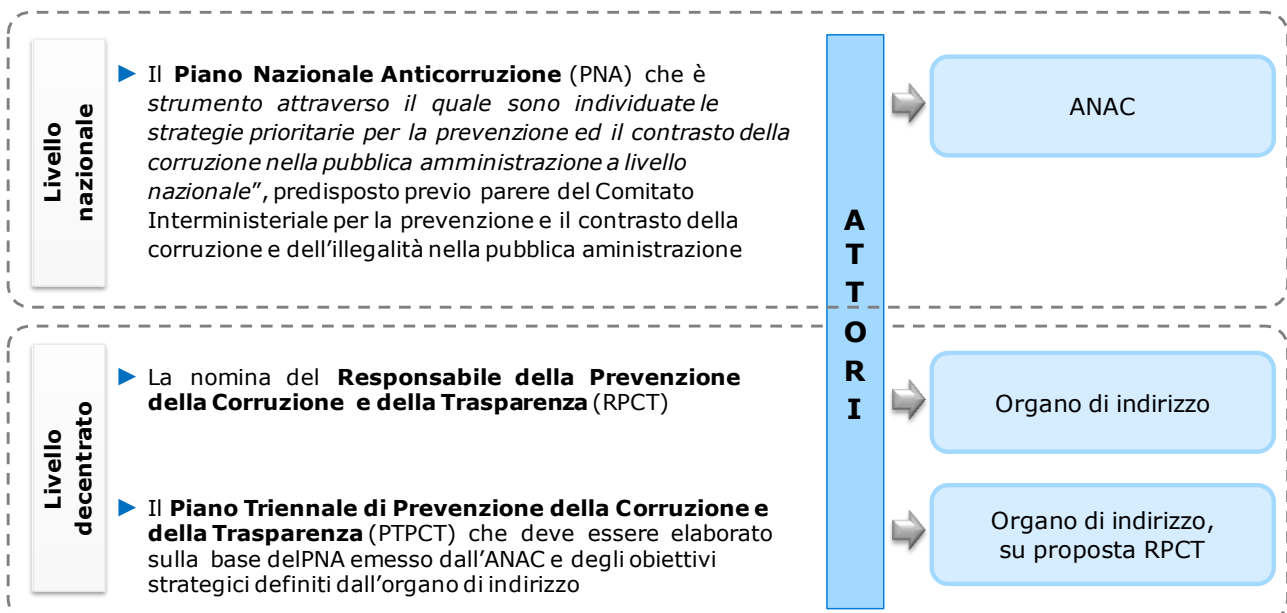 Livello
nazionale
► Il Piano Nazionale Anticorruzione (PNA) che è
strumento attraverso il quale sono individuate le
strategie prioritarie per la prevenzione ed il contrasto della
corruzione nella pubblica amministrazione a livello
nazionale”, predisposto previo parere del Comitato
Interministeriale per la prevenzione e il contrasto della
corruzione e dell’illegalità nella pubblica aministrazione
ATTORI
ANAC
Livello
decentrato
► La nomina del Responsabile della Prevenzione
della Corruzione e della Trasparenza (RPCT)
Organo di indirizzo
► Il Piano Triennale di Prevenzione della Corruzione e
della Trasparenza (PTPCT) che deve essere elaborato
sulla base delPNA emesso dall’ANAC e degli obiettivi
strategici definiti dall’organo di indirizzo
Organo di indirizzo,
su proposta RPCT